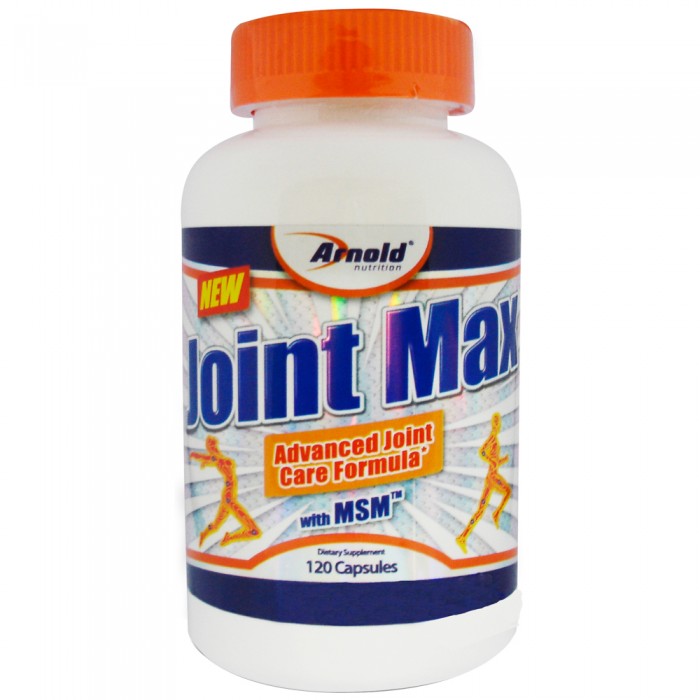 Arnold®
nutrition
NEW
Joint Max
Advanced Joint
Care Formula*
with MSM™
Dietary Supplement
120 Capsules